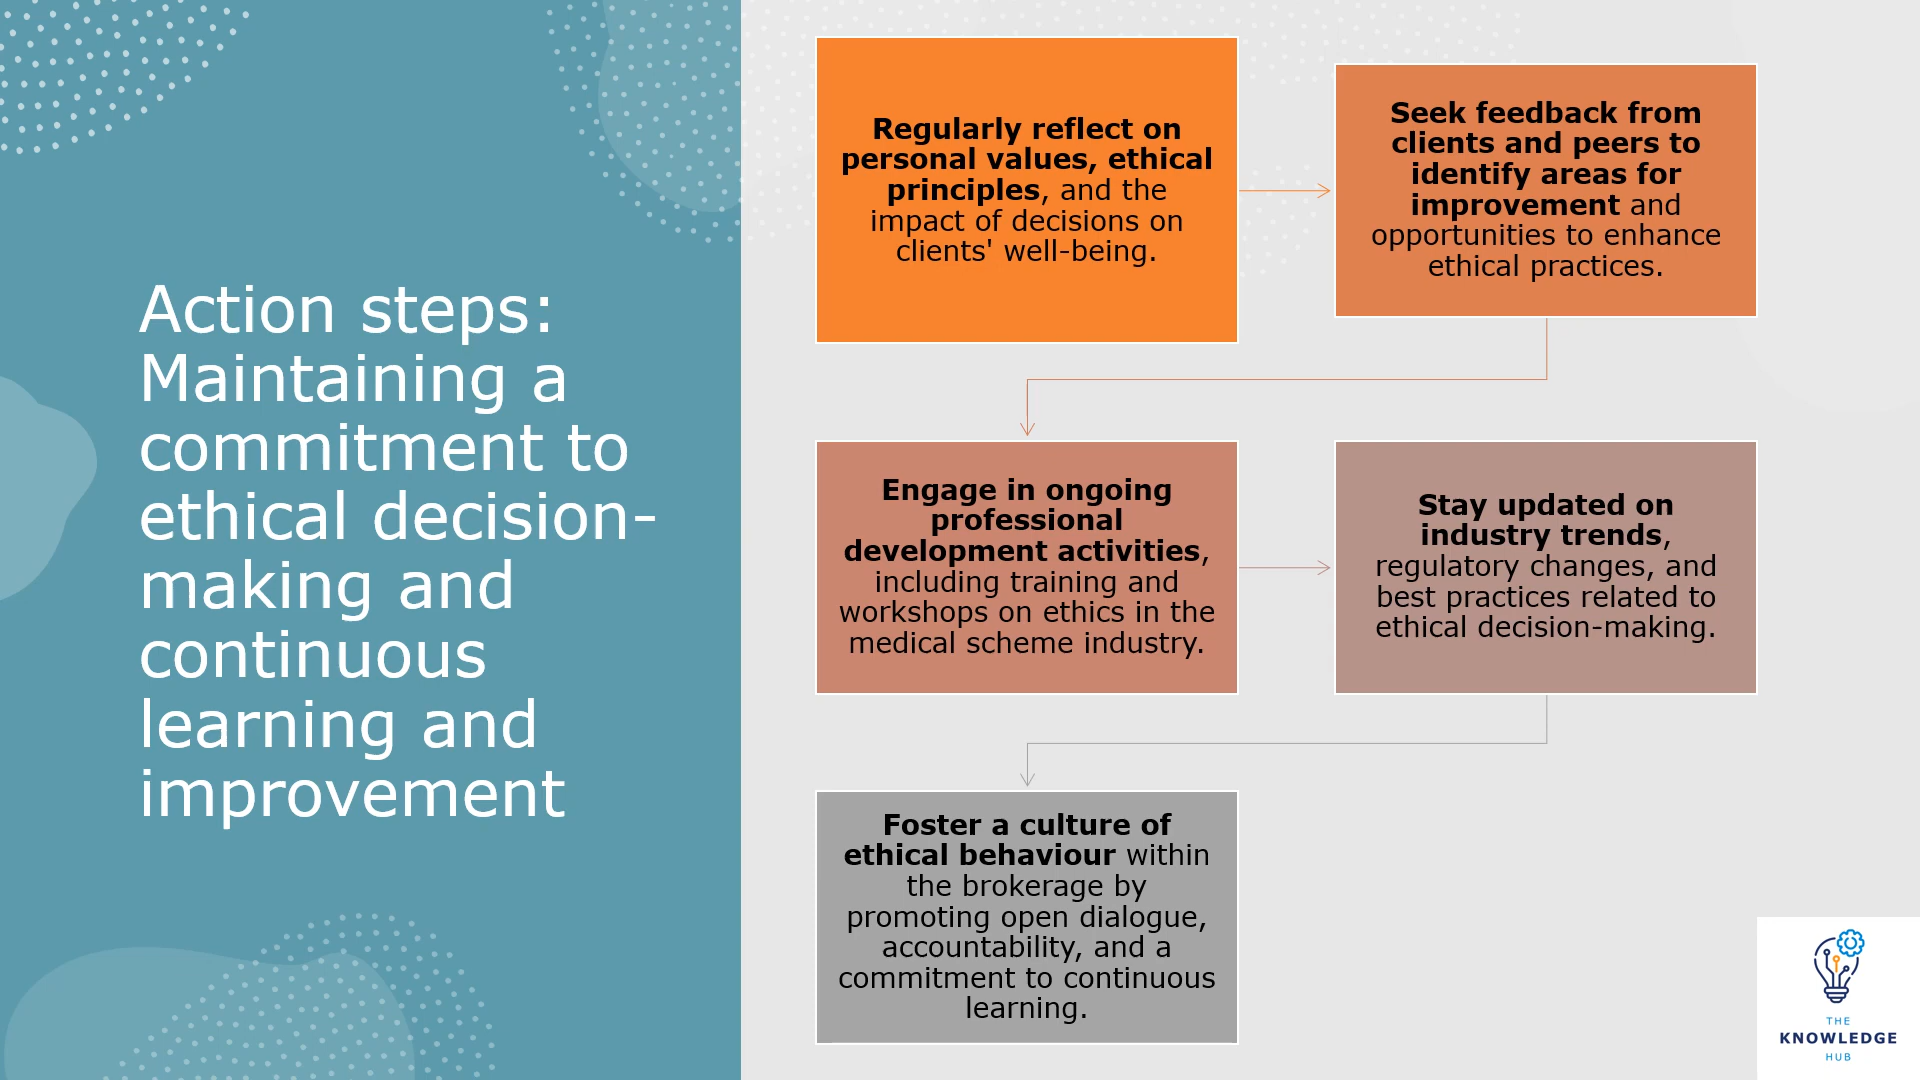 Action steps:
Maintaining a
commitment to
ethical decision-
making and
continuous
learning and
improvement
Regularly reflect on
personal values, ethical
principles, and the
impact of decisions on
clients' well-being.
Seek feedback from
clients and peers to
identify areas for
improvement and
opportunities to enhance
ethical practices.
Engage in ongoing
professional
development activities,
including training and
workshops on ethics in the
medical scheme industry.
Stay updated on
industry trends,
regulatory changes, and
best practices related to
ethical decision-making.
Foster a culture of
ethical behaviour within
the brokerage by
promoting open dialogue,
accountability, and a
commitment to continuous
learning.
THE
KNOWLEDGE
HUB